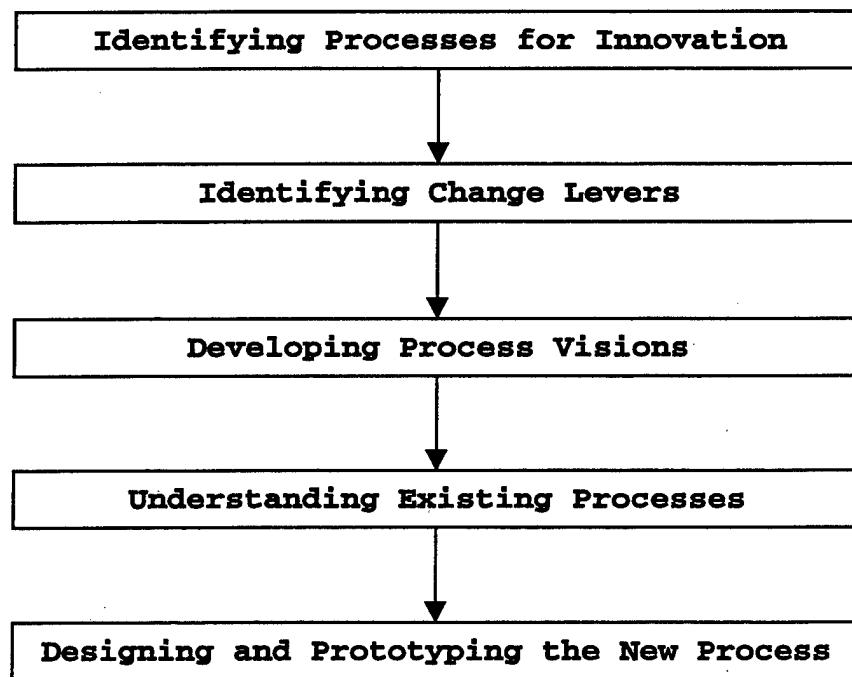 Identifying Processes for Innovation
Identifying Change Levers
Developing Process Visions
Understanding Existing Processes
Designing and Prototyping the New Process